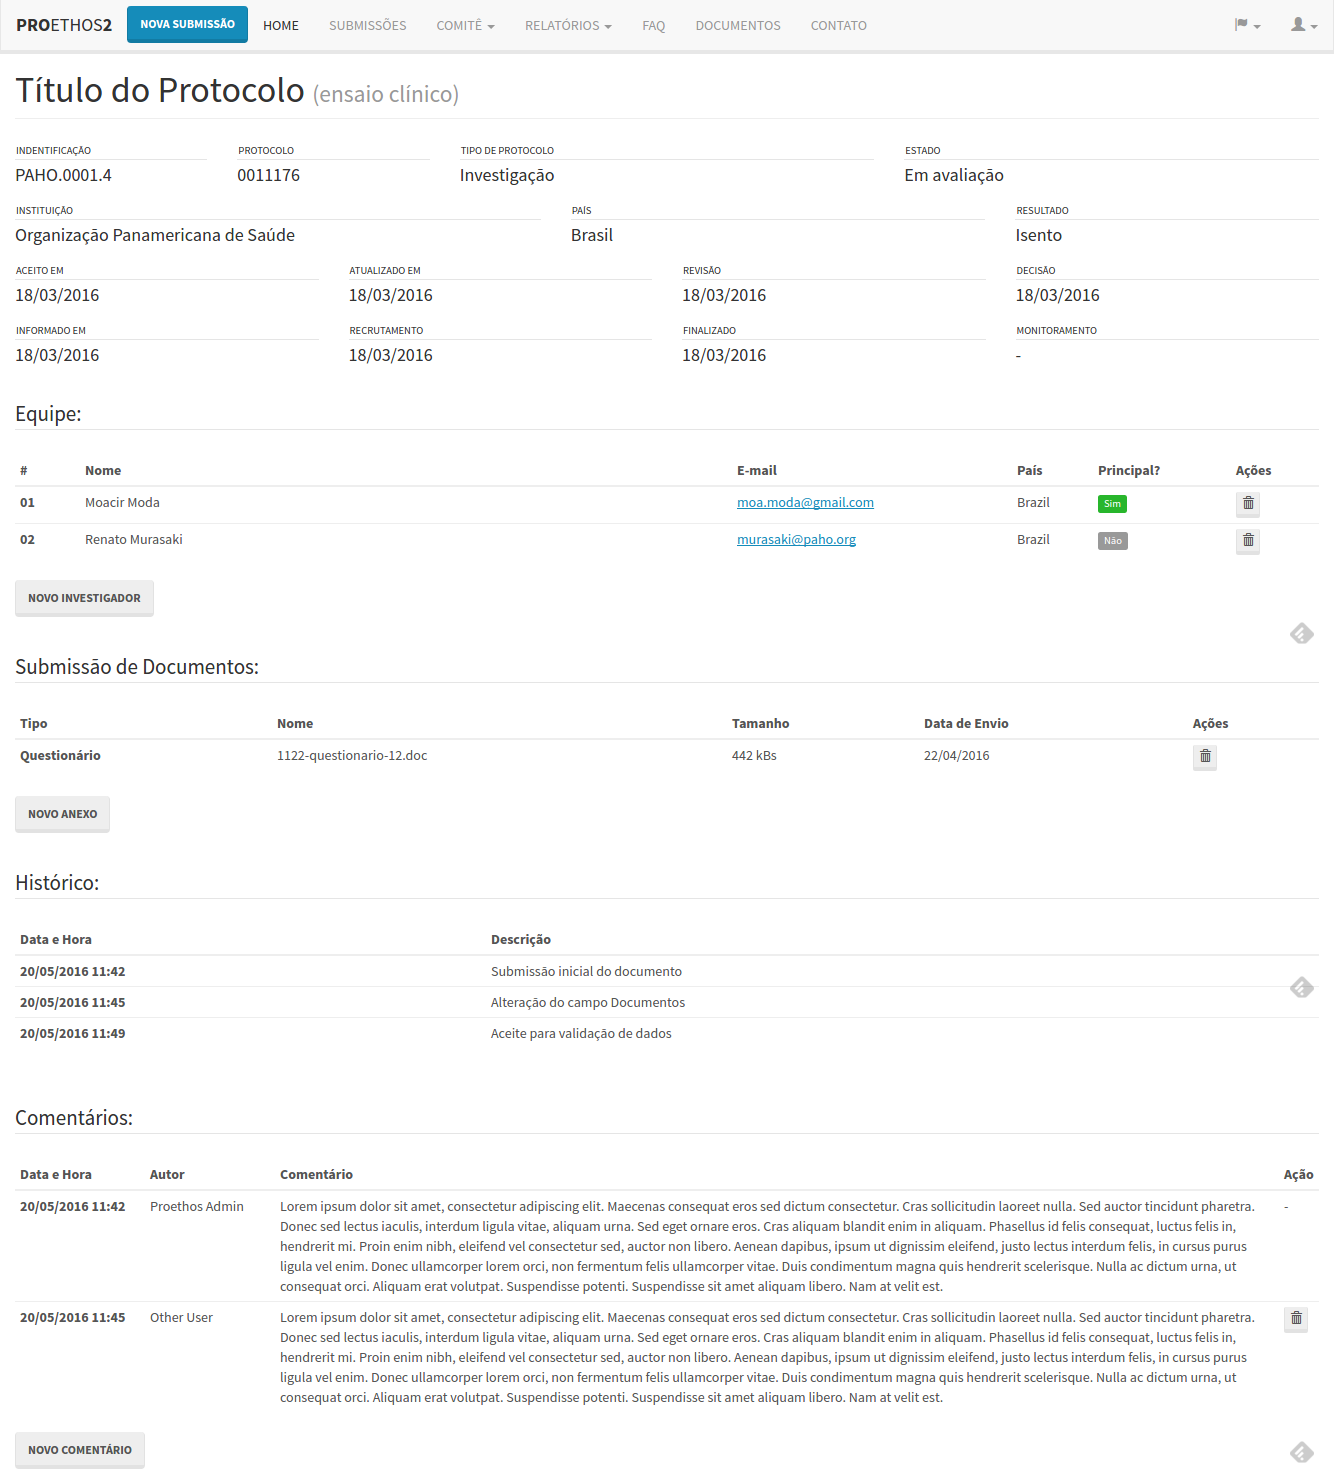 PROETHOS2 NOVA SUBMISSÃO HOME SUBMISSÕES COMITÊ RELATÓRIOS FAQ DOCUMENTOS CONTATO
Título do Protocolo (ensaio clínico)
INDENTIFICAÇÃO PROTOCOLO TIPO DE PROTOCOLO ESTADO
PAHO.0001.4 0011176 Investigação Em avaliação
INSTITUIÇÃO PAÍS RESULTADO
Organização Panamericana de Saúde Brasil Isento
ACEITO EM ATUALIZADO EM REVISÃO DECISÃO
18/03/2016 18/03/2016 18/03/2016 18/03/2016
INFORMADO EM RECRUTAMENTO FINALIZADO MONITORAMENTO
18/03/2016 18/03/2016 18/03/2016 -
Equipe:
# Nome E-mail País Principal? Ações
01 Moacir Moda moa.moda@gmail.com Brazil Sim
02 Renato Murasaki murasaki@paho.org Brazil Não
NOVO INVESTIGADOR
Submissão de Documentos:
Tipo Nome Tamanho Data de Envio Ações
Questionário 1122-questionario-12.doc 442 kBs 22/04/2016
NOVO ANEXO
Histórico:
Data e Hora Descrição
20/05/2016 11:42 Submissão inicial do documento
20/05/2016 11:45 Alteração do campo Documentos
20/05/2016 11:49 Aceite para validação de dados
Comentários:
Data e Hora Autor Comentário Ação
20/05/2016 11:42 Proethos Admin Lorem ipsum dolor sit amet, consectetur adipiscing elit. Maecenas consequat eros sed dictum consectetur. Cras sollicitudin laoreet nulla. Sed auctor tincidunt pharetra. -
Donec sed lectus iaculis, interdum ligula vitae, aliquam urna. Sed eget ornare eros. Cras aliquam blandit enim in aliquam. Phasellus id felis consequat, luctus felis in,
hendrerit mi. Proin enim nibh, eleifend vel consectetur sed, auctor non libero. Aenean dapibus, ipsum ut dignissim eleifend, justo lectus interdum felis, in cursus purus
ligula vel enim. Donec ullamcorper lorem orci, non fermentum felis ullamcorper vitae. Duis condimentum magna quis hendrerit scelerisque. Nulla ac dictum urna, ut
consequat orci. Aliquam erat volutpat. Suspendisse potenti. Suspendisse sit amet aliquam libero. Nam at velit est.
20/05/2016 11:45 Other User Lorem ipsum dolor sit amet, consectetur adipiscing elit. Maecenas consequat eros sed dictum consectetur. Cras sollicitudin laoreet nulla. Sed auctor tincidunt pharetra.
Donec sed lectus iaculis, interdum ligula vitae, aliquam urna. Sed eget ornare eros. Cras aliquam blandit enim in aliquam. Phasellus id felis consequat, luctus felis in,
hendrerit mi. Proin enim nibh, eleifend vel consectetur sed, auctor non libero. Aenean dapibus, ipsum ut dignissim eleifend, justo lectus interdum felis, in cursus purus
ligula vel enim. Donec ullamcorper lorem orci, non fermentum felis ullamcorper vitae. Duis condimentum magna quis hendrerit scelerisque. Nulla ac dictum urna, ut
consequat orci. Aliquam erat volutpat. Suspendisse potenti. Suspendisse sit amet aliquam libero. Nam at velit est.
NOVO COMENTÁRIO